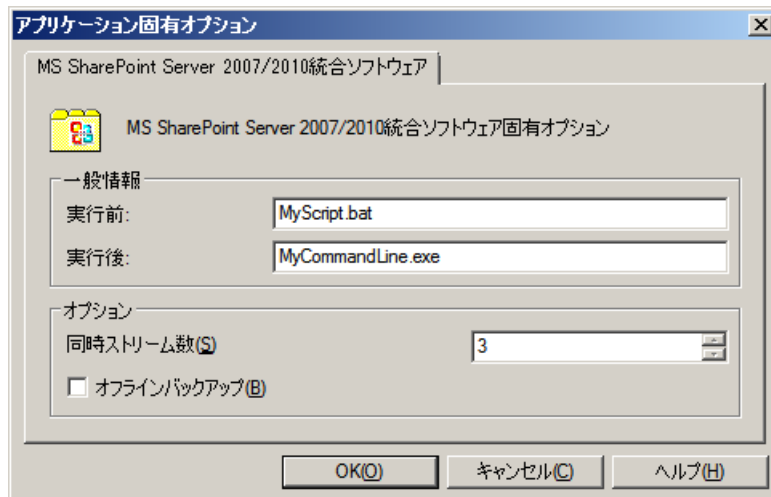 アプリケーション固有オプション
MS SharePoint Server 2007/2010統合ソフトウェア
MS SharePoint Server 2007/2010統合ソフトウェア固有オプション
一般情報
実行前: MyScript.bat
実行後: MyCommandLine.exe
オプション
同時ストリーム数(S) 3
オフラインバックアップ(B)
OK(O) キャンセル(C) ヘルプ(H)